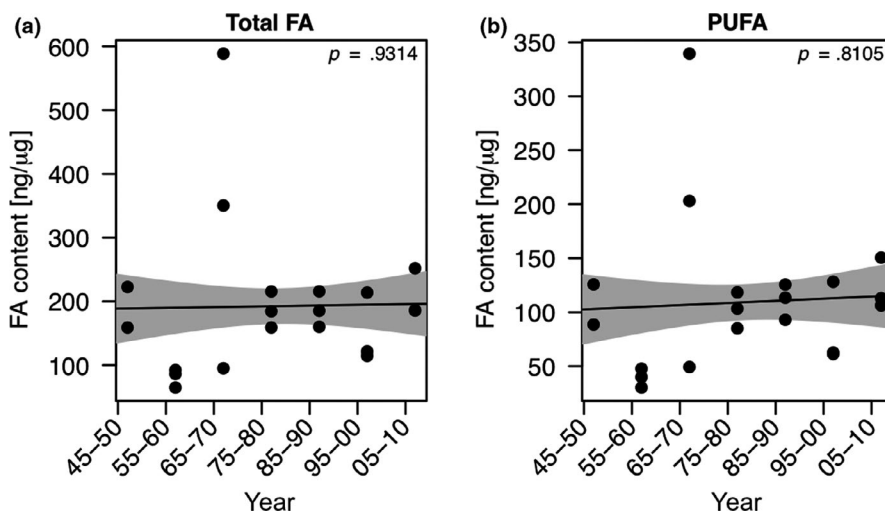 (a)
Total FA
p = .9314
FA content [ng/µg]
600
500
400
300
200
100
45–50
55–60
65–70
75–80
85–90
95–00
05–10
Year
(b)
PUFA
p = .8105
FA content [ng/µg]
350
300
250
200
150
100
50
45–50
55–60
65–70
75–80
85–90
95–00
05–10
Year